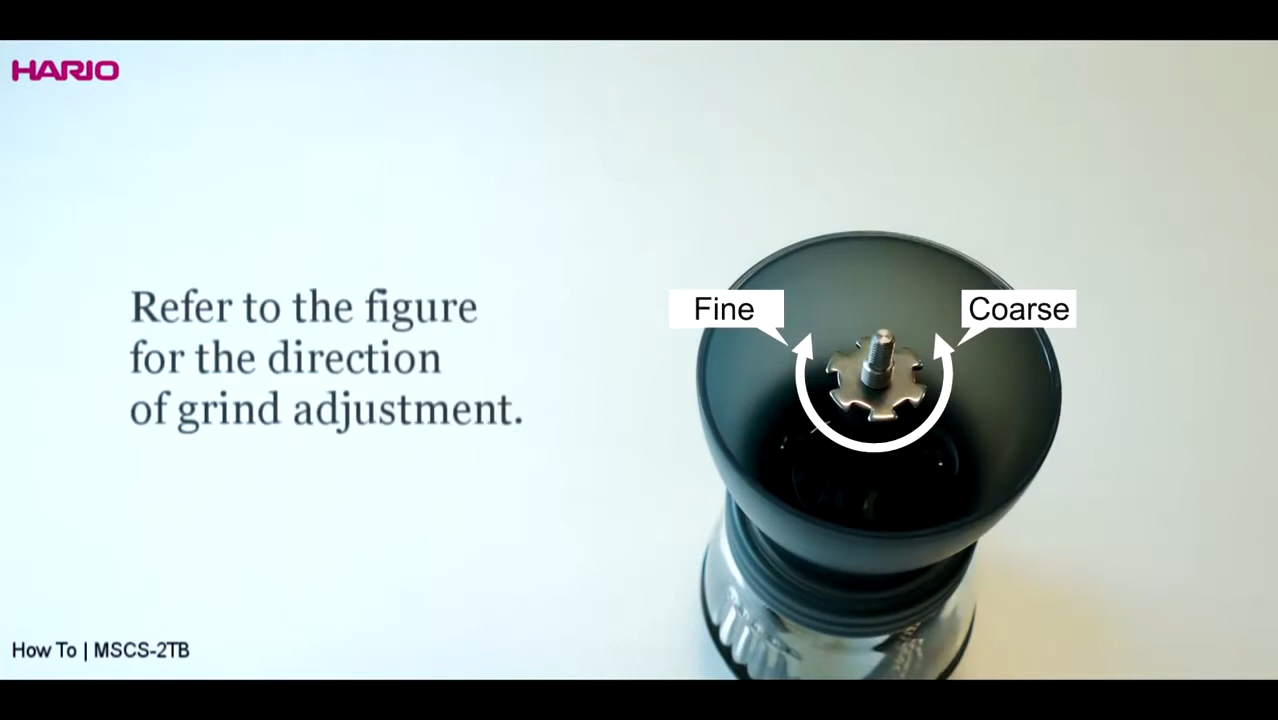 HARIO
Refer to the figure
for the direction
of grind adjustment.
Fine
Coarse
How To | MSCS-2TB